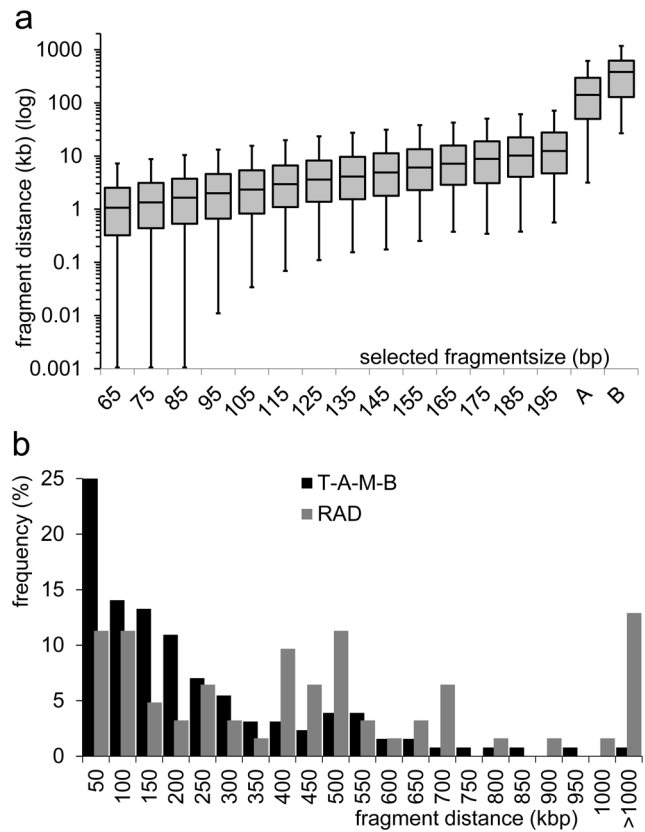 a
fragment distance (kb) (log)
1000
100
10
1
0.1
0.01
0.001
selected fragmentsize (bp)
65 75 85 95 105 115 125 135 145 155 165 175 185 195 A B
b
frequency (%)
25
20
15
10
5
0
T-A-M-B
RAD
50 100 150 200 250 300 350 400 450 500 550 600 650 700 750 800 850 900 950 1000 >1000
fragment distance (kbp)